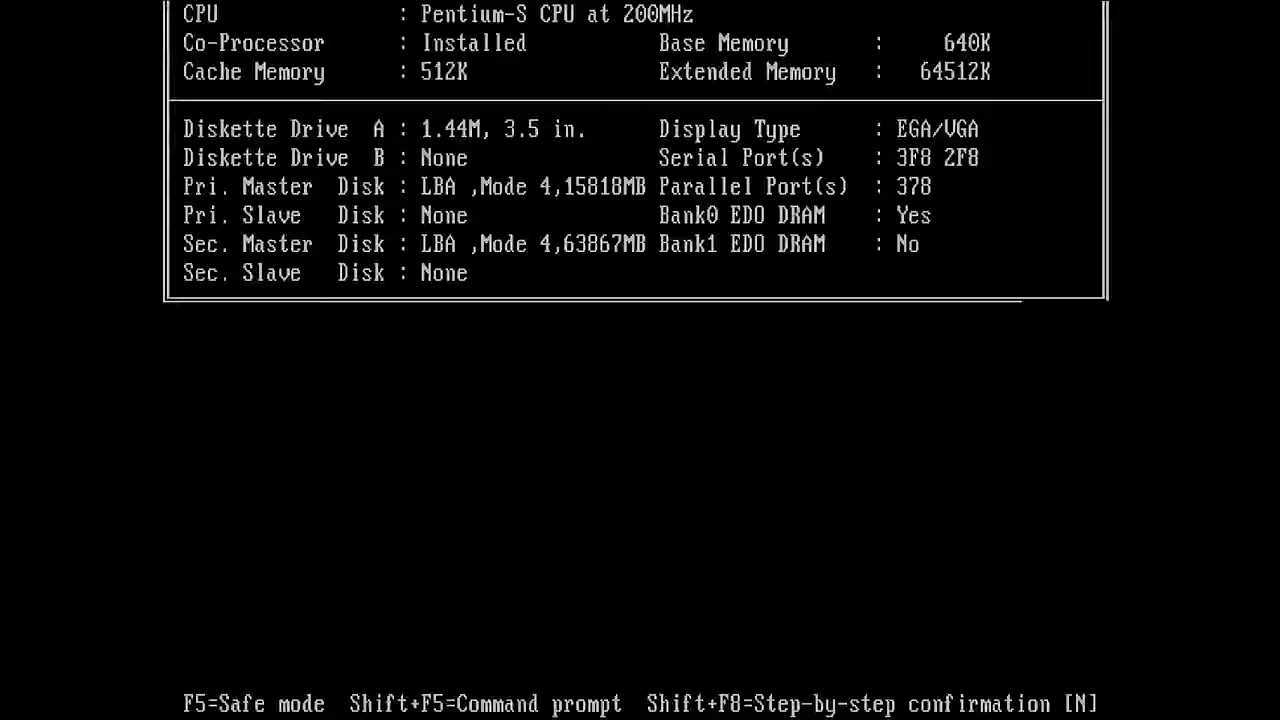 CPU : Pentium-S CPU at 200MHz
Co-Processor : Installed Base Memory : 640K
Cache Memory : 512K Extended Memory : 64512K
Diskette Drive A : 1.44M, 3.5 in. Display Type : EGA/VGA
Diskette Drive B : None Serial Port(s) : 3F8 2F8
Pri. Master Disk : LBA ,Mode 4,15818MB Parallel Port(s) : 378
Pri. Slave Disk : None Bank0 EDO DRAM : Yes
Sec. Master Disk : LBA ,Mode 4,63867MB Bank1 EDO DRAM : No
Sec. Slave Disk : None
F5=Safe mode Shift+F5=Command prompt Shift+F8=Step-by-step confirmation [N]